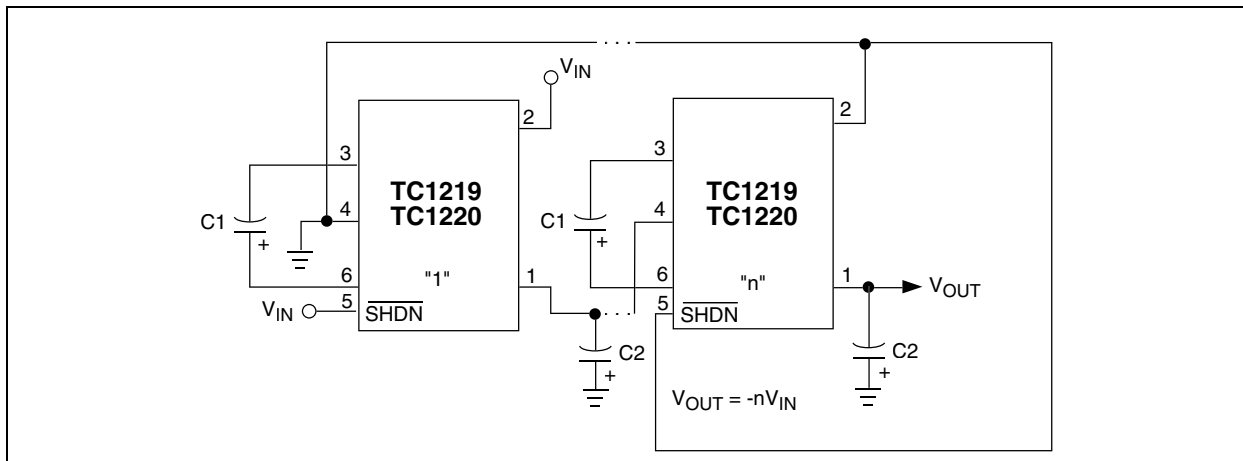 V_IN
2
2
3
3
TC1219
TC1220
TC1219
TC1220
4
4
C1
+
C1
+
6
"1"
1
6
"n"
1
V_OUT
V_IN
5
SHDN
5
SHDN
C2
+
C2
+
V_OUT = -nV_IN